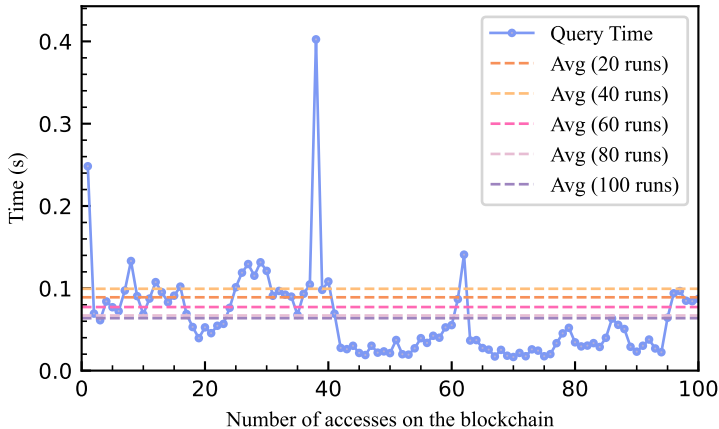 0.4
0.3
0.2
0.1
0.0
Time (s)
Query Time
Avg (20 runs)
Avg (40 runs)
Avg (60 runs)
Avg (80 runs)
Avg (100 runs)
0 20 40 60 80 100
Number of accesses on the blockchain